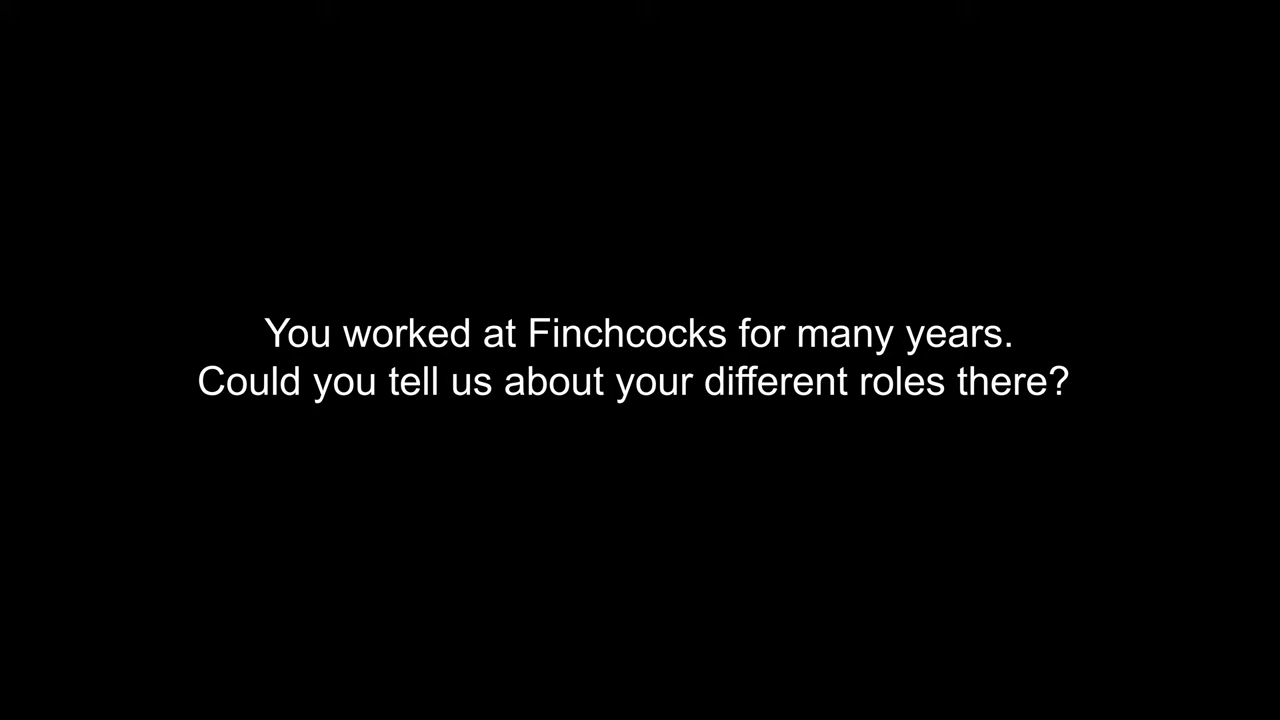 You worked at Finchcocks for many years.
Could you tell us about your different roles there?